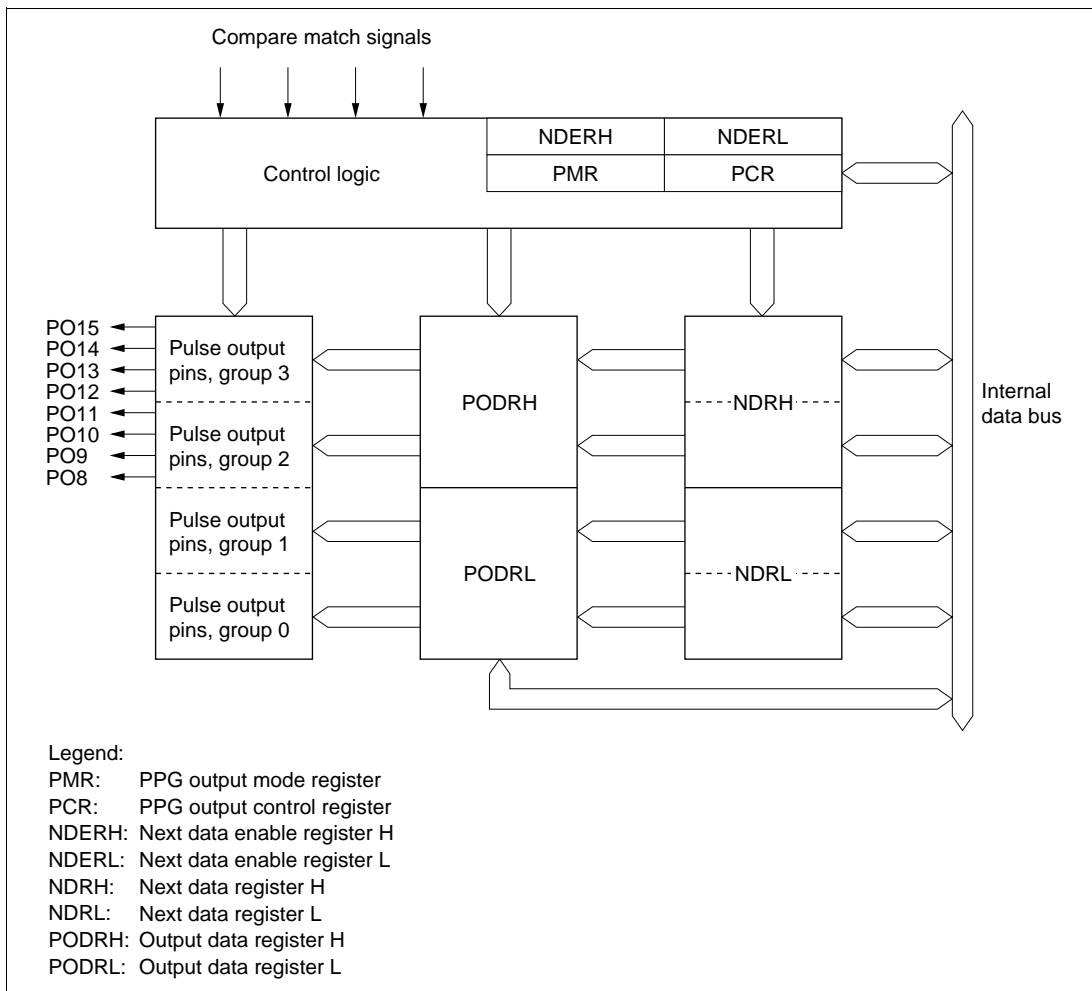 Compare match signals
NDERH
NDERL
Control logic
PMR
PCR
PO15
PO14
PO13
PO12
PO11
PO10
PO9
PO8
Pulse output
pins, group 3
Pulse output
pins, group 2
Pulse output
pins, group 1
Pulse output
pins, group 0
PODRH
PODRL
NDRH
NDRL
Internal
data bus
Legend:
PMR: PPG output mode register
PCR: PPG output control register
NDERH: Next data enable register H
NDERL: Next data enable register L
NDRH: Next data register H
NDRL: Next data register L
PODRH: Output data register H
PODRL: Output data register L